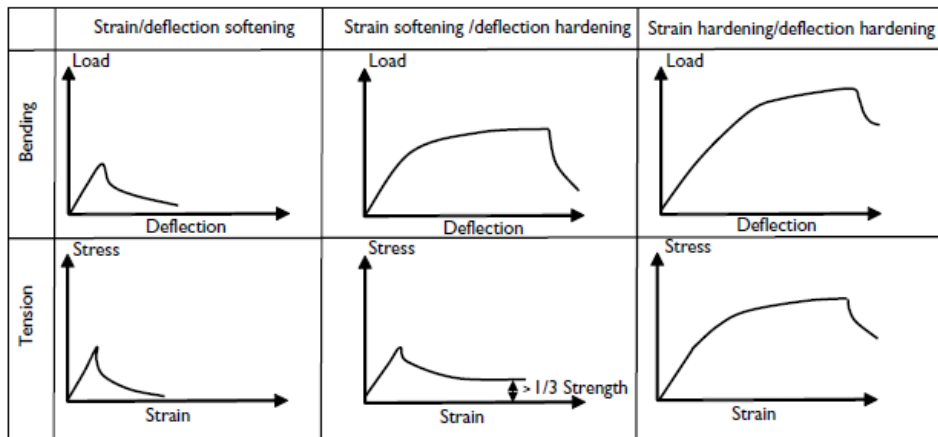 Strain/deflection softening
Strain softening /deflection hardening
Strain hardening/deflection hardening
Bending
Load
Deflection
Load
Deflection
Load
Deflection
Tension
Stress
Strain
Stress
> 1/3 Strength
Strain
Stress
Strain